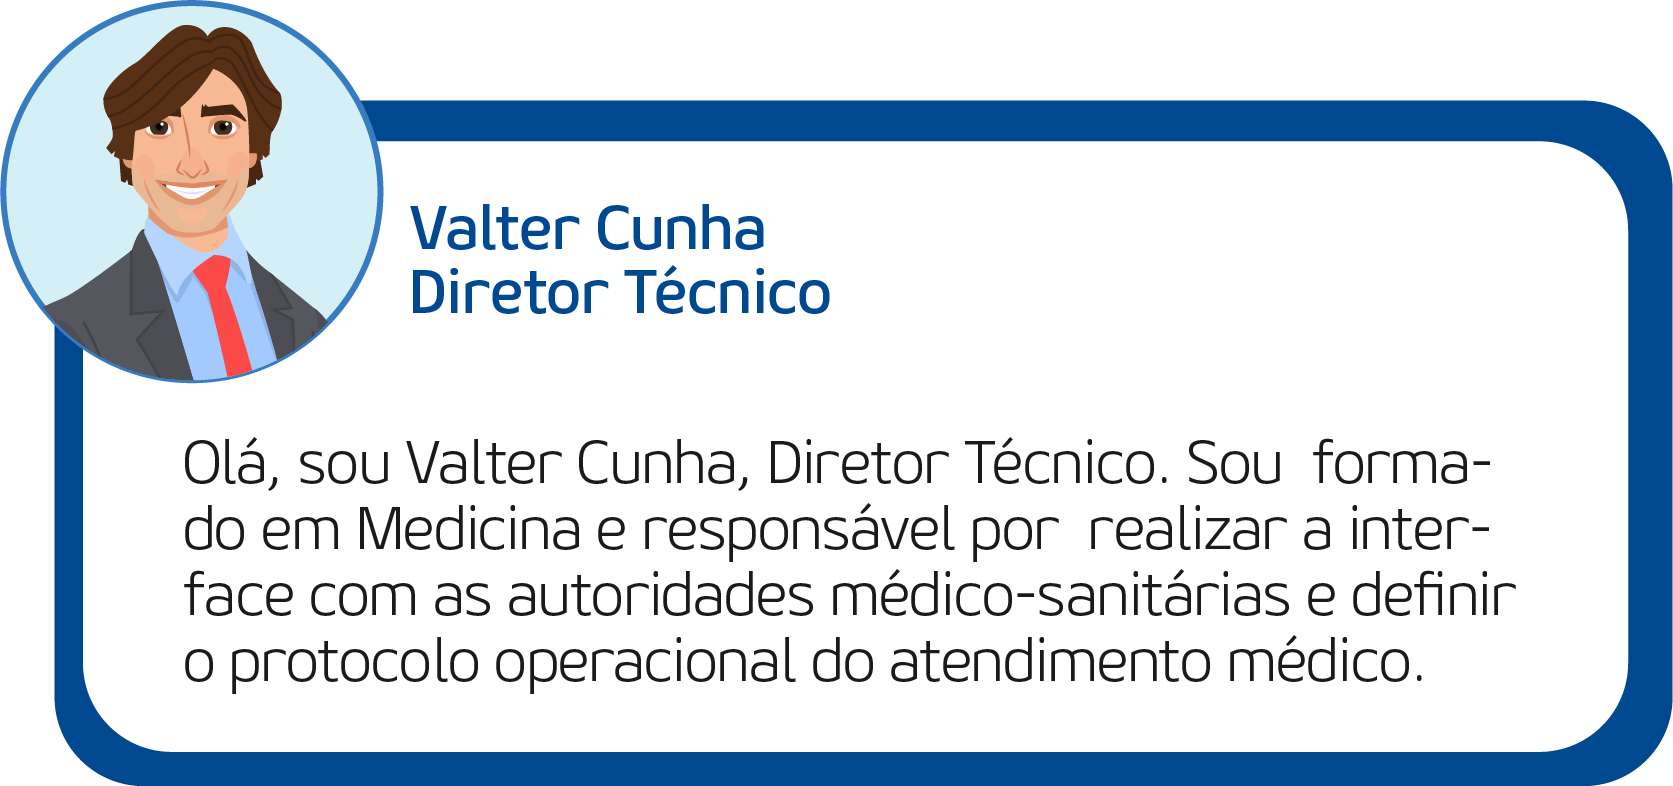 Valter Cunha
Diretor Técnico
Olá, sou Valter Cunha, Diretor Técnico. Sou  forma-
do em Medicina e responsável por  realizar a inter-
face com as autoridades médico-sanitárias e definir
o protocolo operacional do atendimento médico.